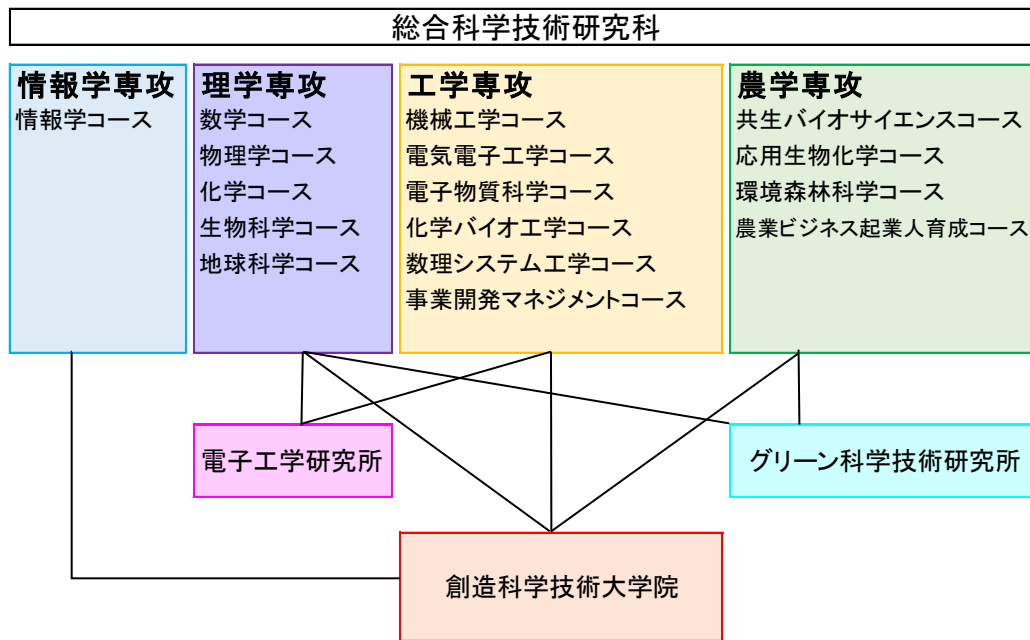 総合科学技術研究科
情報学専攻
情報学コース
理学専攻
数学コース
物理学コース
化学コース
生物科学コース
地球科学コース
工学専攻
機械工学コース
電気電子工学コース
電子物質科学コース
化学バイオ工学コース
数理システム工学コース
事業開発マネジメントコース
農学専攻
共生バイオサイエンスコース
応用生物化学コース
環境森林科学コース
農業ビジネス起業人育成コース
電子工学研究所
グリーン科学技術研究所
創造科学技術大学院